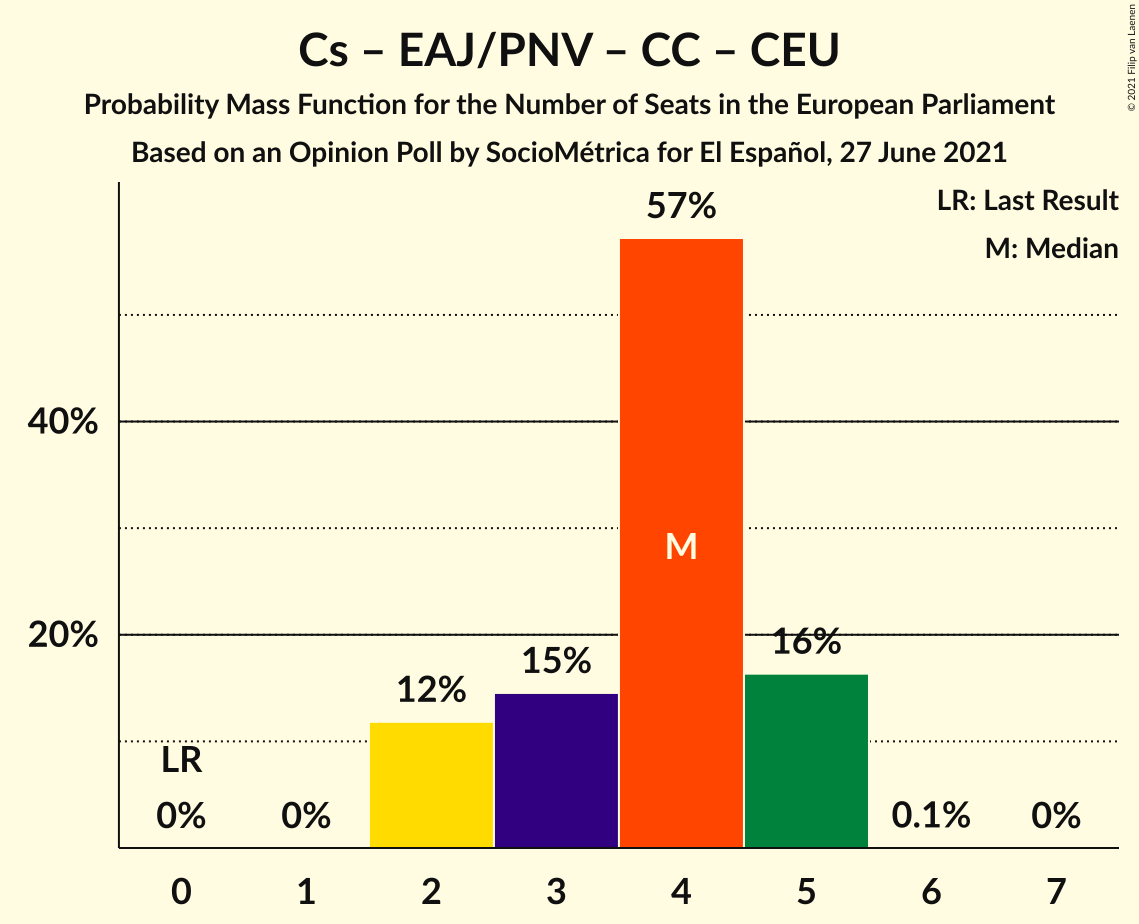 © 2021 Filip van Laenen
Cs – EAJ/PNV – CC – CEU
Probability Mass Function for the Number of Seats in the European Parliament
Based on an Opinion Poll by SocioMétrica for El Español, 27 June 2021
LR: Last Result
M: Median
57%
40%
M
20%
16%
15%
12%
LR
0%
0%
0.1%
0%
0 1 2 3 4 5 6 7